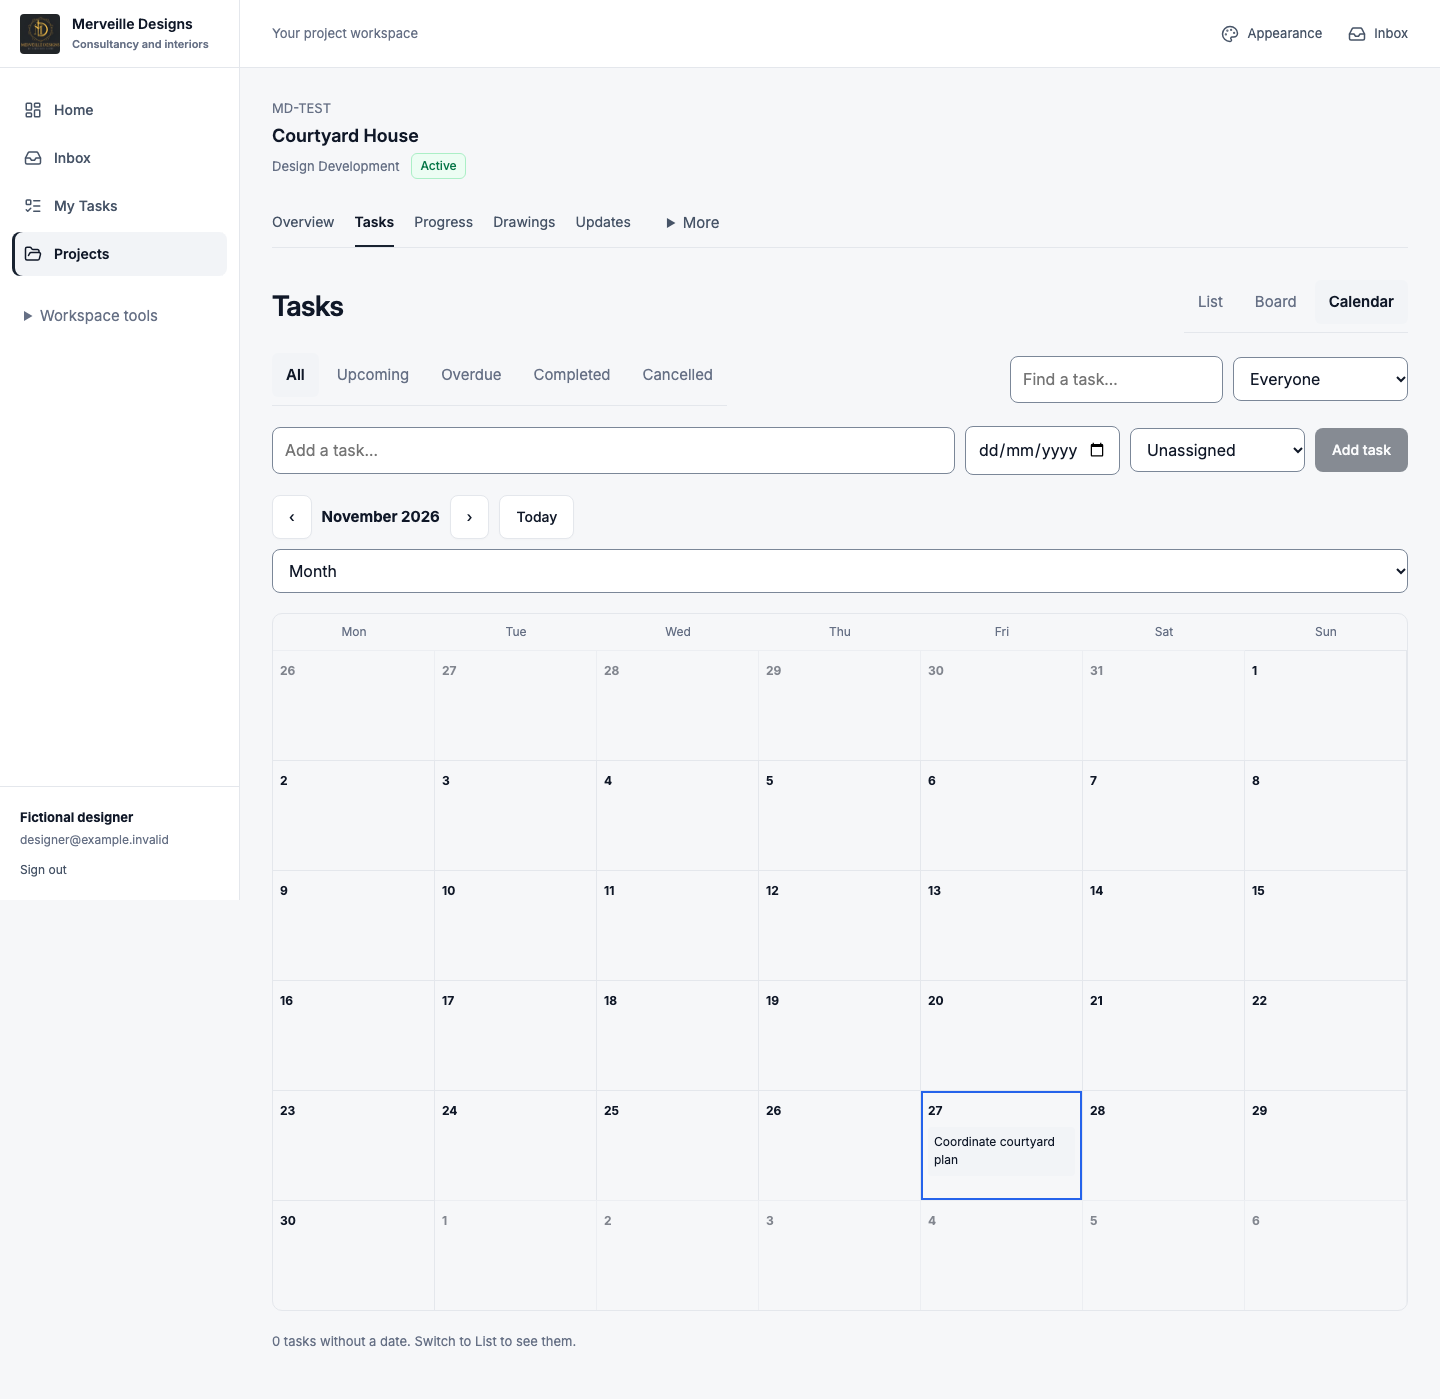 Merveille Designs
Consultancy and interiors
Your project workspace
Appearance
Inbox
Home
Inbox
My Tasks
Projects
Workspace tools
Fictional designer
designer@example.invalid
Sign out
MD-TEST
Courtyard House
Design Development
Active
Overview
Tasks
Progress
Drawings
Updates
More
Tasks
List
Board
Calendar
All
Upcoming
Overdue
Completed
Cancelled
Find a task...
Everyone
Add a task...
dd/mm/yyyy
Unassigned
Add task
‹
November 2026
›
Today
Month
Mon Tue Wed Thu Fri Sat Sun
26 27 28 29 30 31 1
2 3 4 5 6 7 8
9 10 11 12 13 14 15
16 17 18 19 20 21 22
23 24 25 26 27 28 29
Coordinate courtyard
plan
30 1 2 3 4 5 6
0 tasks without a date. Switch to List to see them.